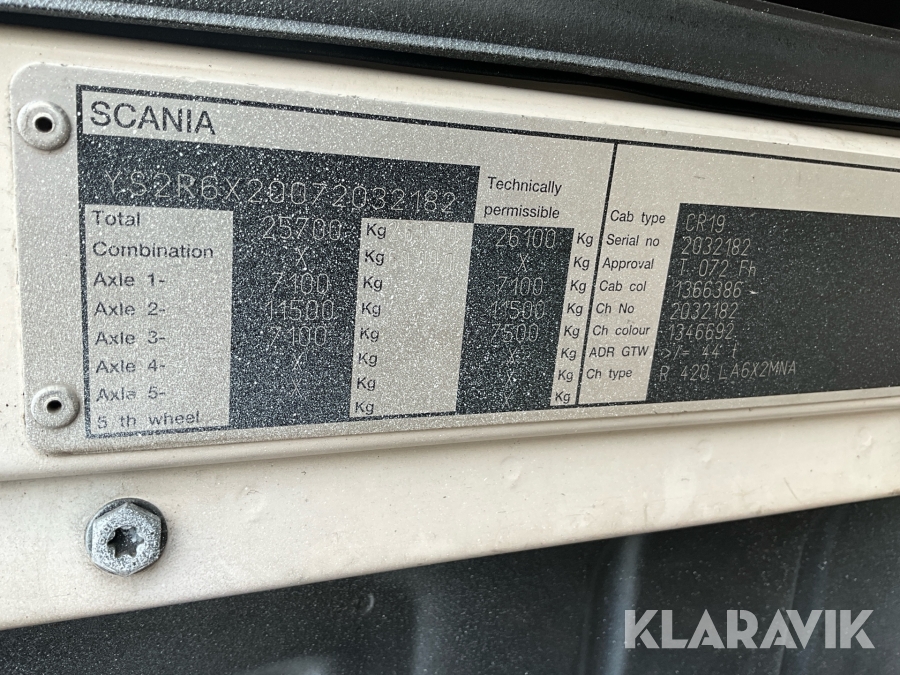 SCANIA
YS2R6X20072032182
Technically
permissible
Total 25700 Kg 26100 Kg
Combination X Kg X Kg
Axle 1- 7100 Kg 7100 Kg
Axle 2- 11500 Kg 11500 Kg
Axle 3- 7100 Kg 7500 Kg
Axle 4- X Kg X Kg
Axle 5- Kg X Kg
5 th wheel
Cab type CR19
Serial no 2032182
Approval T 072 Fh
Cab col 1366386
Ch No 2032182
Ch colour 1346692
ADR GTW >/- 44 t
Ch type R 420 LA6X2MNA
KLARAVIK